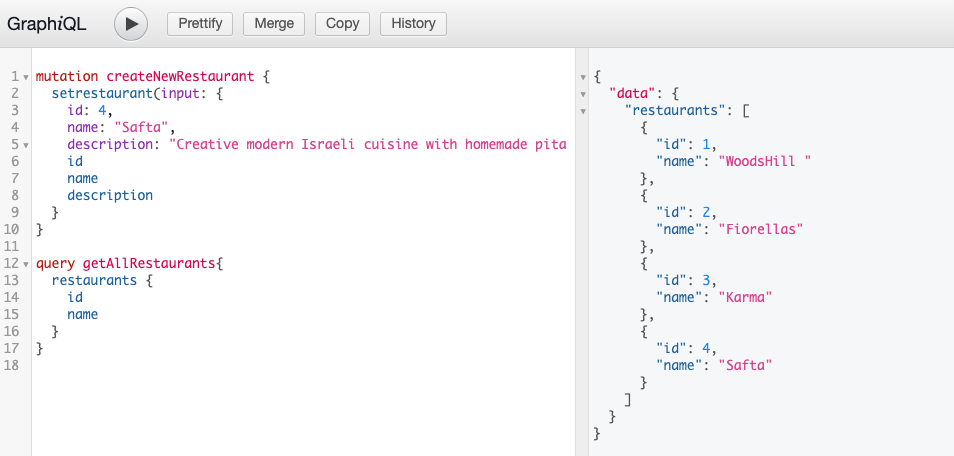 GraphiQL Prettify Merge Copy History
1 mutation createNewRestaurant {
2 setrestaurant(input: {
3 id: 4,
4 name: "Safta",
5 description: "Creative modern Israeli cuisine with homemade pita
6 id
7 name
8 description
9 }
10 }
11
12 query getAllRestaurants{
13 restaurants {
14 id
15 name
16 }
17 }
18
{
"data": {
"restaurants": [
{
"id": 1,
"name": "WoodsHill "
},
{
"id": 2,
"name": "Fiorellas"
},
{
"id": 3,
"name": "Karma"
},
{
"id": 4,
"name": "Safta"
}
]
}
}